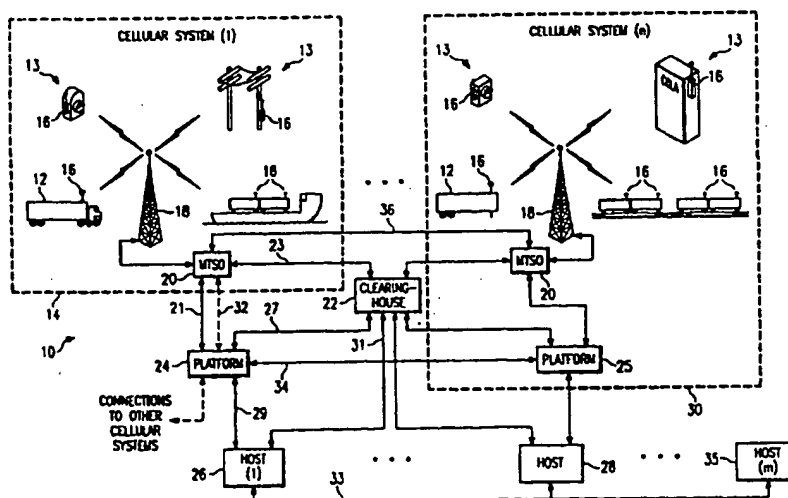 CELLULAR SYSTEM (1)
CELLULAR SYSTEM (n)
13
13
13
13
16
16
16
16
CELA
12
16
16
12
16
16
16
18
18
36
MTSO
23
MTSO
20
CLEARING-
HOUSE
20
22
14
21
32
27
31
10
PLATFORM
PLATFORM
24
34
25
CONNECTIONS
TO OTHER
CELLULAR
SYSTEMS
29
30
26
HOST
(1)
HOST
28
35
HOST
(m)
33